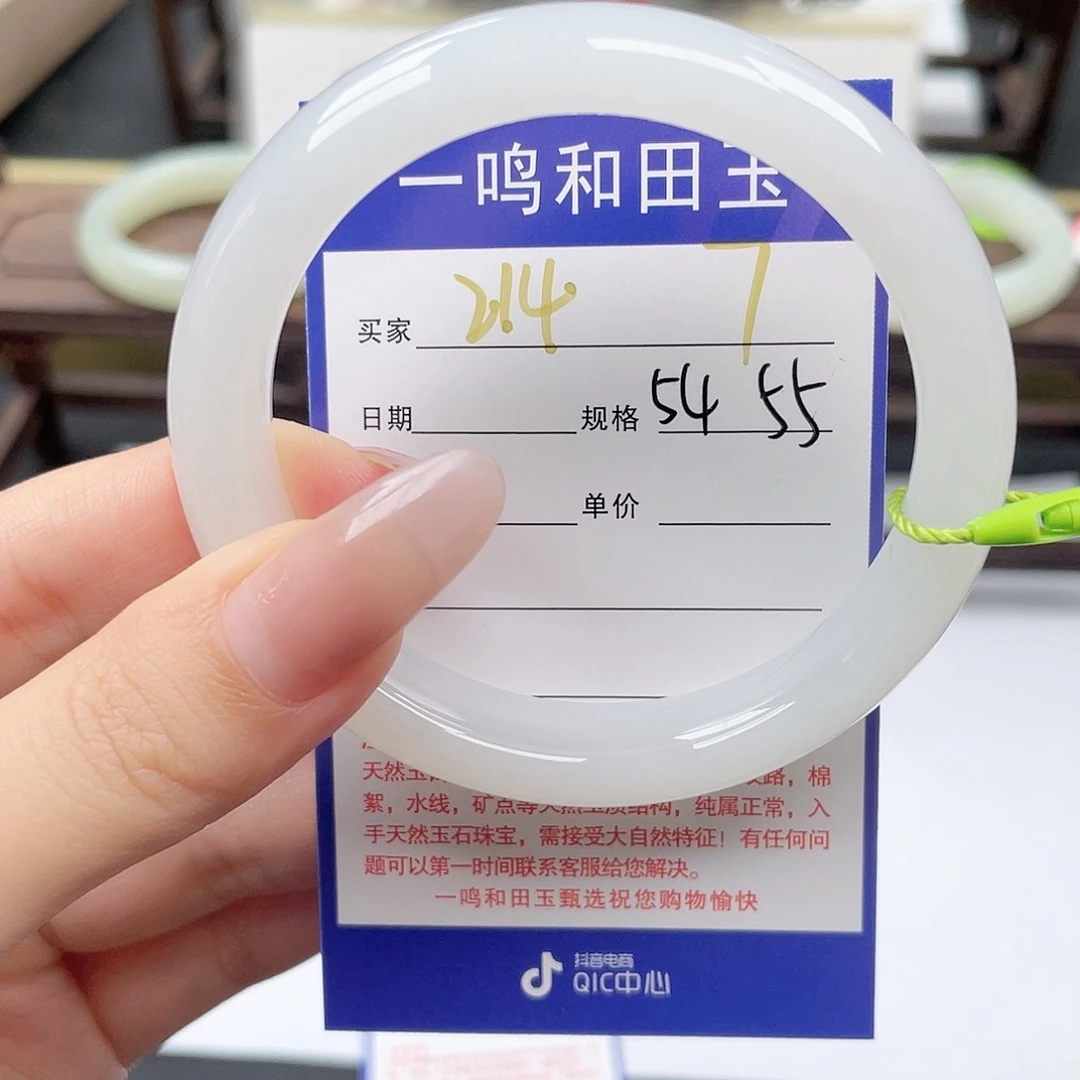 一鸣和田玉
买家 214 7
日期 规格 54 55
单价
天然玉 路，棉
絮，水线，矿点等天然玉质结构，纯属正常，入
手天然玉石珠宝，需接受大自然特征！有任何问
题可以第一时间联系客服给您解决。
一鸣和田玉甄选祝您购物愉快
抖音电商
QIC中心